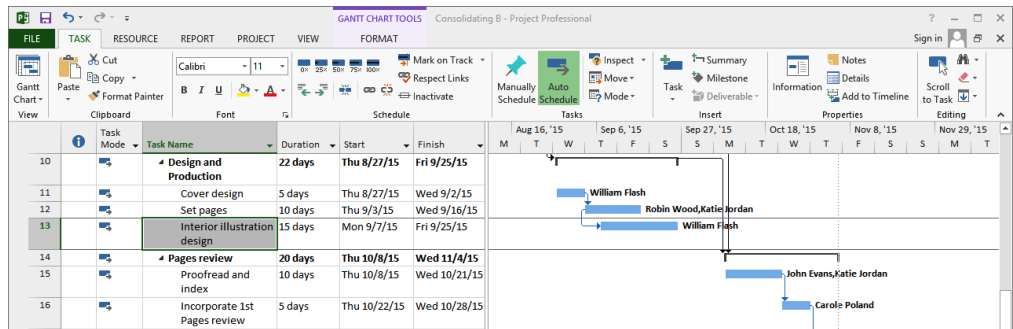 GANTT CHART TOOLS Consolidating B - Project Professional
FILE TASK RESOURCE REPORT PROJECT VIEW FORMAT Sign in
Gantt Chart
View
Paste
Cut
Copy
Format Painter
Clipboard
Calibri 11
B I U A
Font
0% 25% 50% 75% 100%
Mark on Track
Respect Links
Inactivate
Schedule
Manually Schedule
Auto Schedule
Inspect
Move
Mode
Tasks
Task
Summary
Milestone
Deliverable
Insert
Information
Notes
Details
Add to Timeline
Properties
Scroll to Task
Editing
Task Mode Task Name Duration Start Finish
Aug 16, '15 Sep 6, '15 Sep 27, '15 Oct 18, '15 Nov 8, '15 Nov 29, '15
M T W T F S S M T W T F S S M T
10 Design and Production 22 days Thu 8/27/15 Fri 9/25/15
11 Cover design 5 days Thu 8/27/15 Wed 9/2/15 William Flash
12 Set pages 10 days Thu 9/3/15 Wed 9/16/15 Robin Wood,Katie Jordan
13 Interior illustration design 15 days Mon 9/7/15 Fri 9/25/15 William Flash
14 Pages review 20 days Thu 10/8/15 Wed 11/4/15
15 Proofread and index 10 days Thu 10/8/15 Wed 10/21/15 John Evans,Katie Jordan
16 Incorporate 1st Pages review 5 days Thu 10/22/15 Wed 10/28/15 Carole Poland